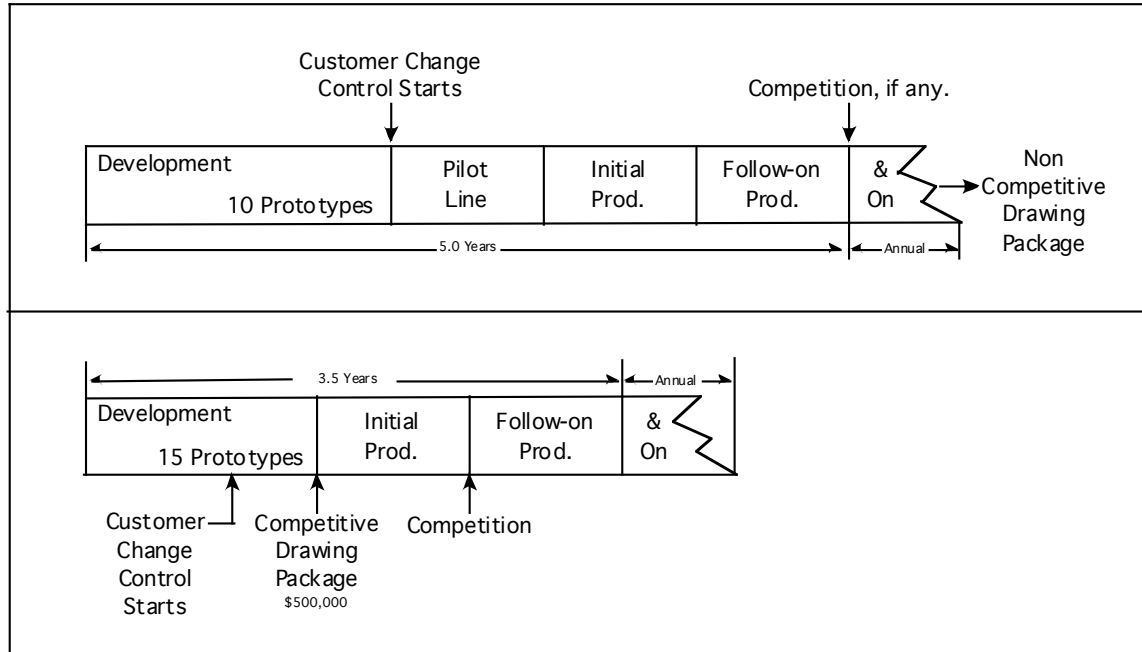 Customer Change
Control Starts
Competition, if any.
Development
10 Prototypes
Pilot
Line
Initial
Prod.
Follow-on
Prod.
&
On
Non
Competitive
Drawing
Package
5.0 Years
Annual
3.5 Years
Annual
Development
15 Prototypes
Initial
Prod.
Follow-on
Prod.
&
On
Customer
Change
Control
Starts
Competitive
Drawing
Package
$500,000
Competition